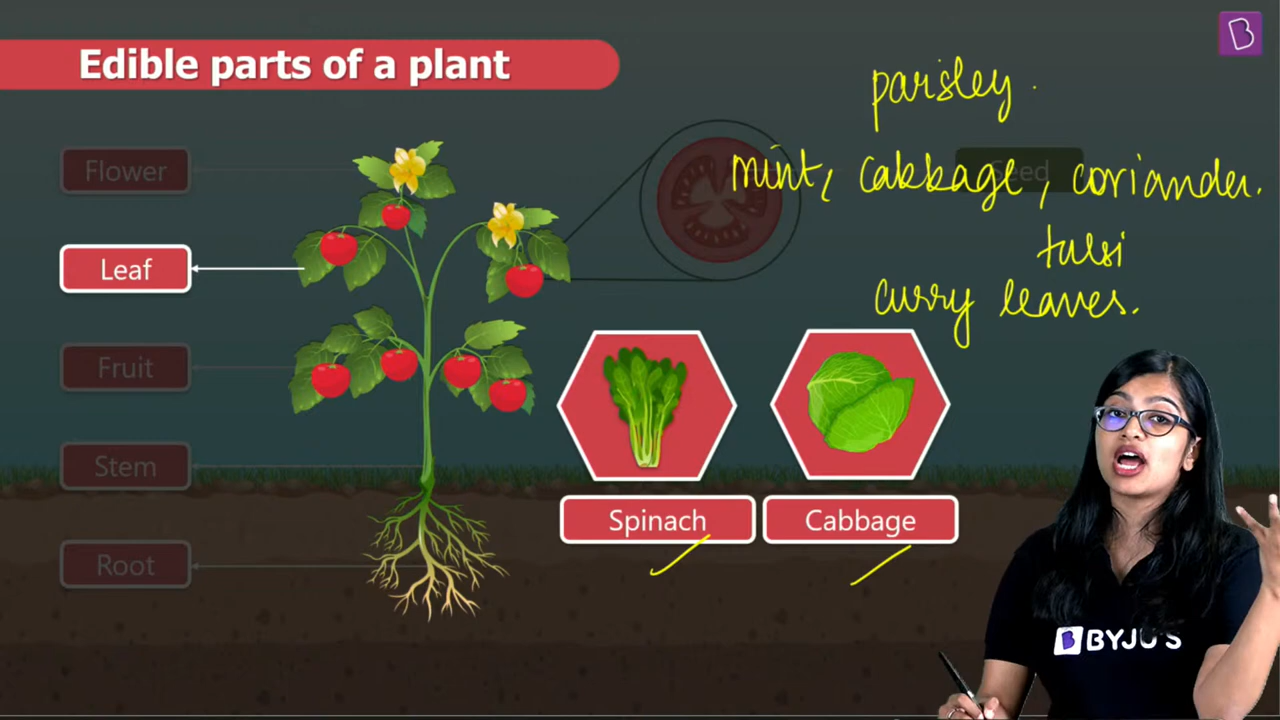 Edible parts of a plant
parsley.
Flower
mint, cabbage, coriander.
Seed
tulsi
Leaf
curry leaves.
Fruit
Stem
Spinach
Cabbage
Root
B BYJU'S